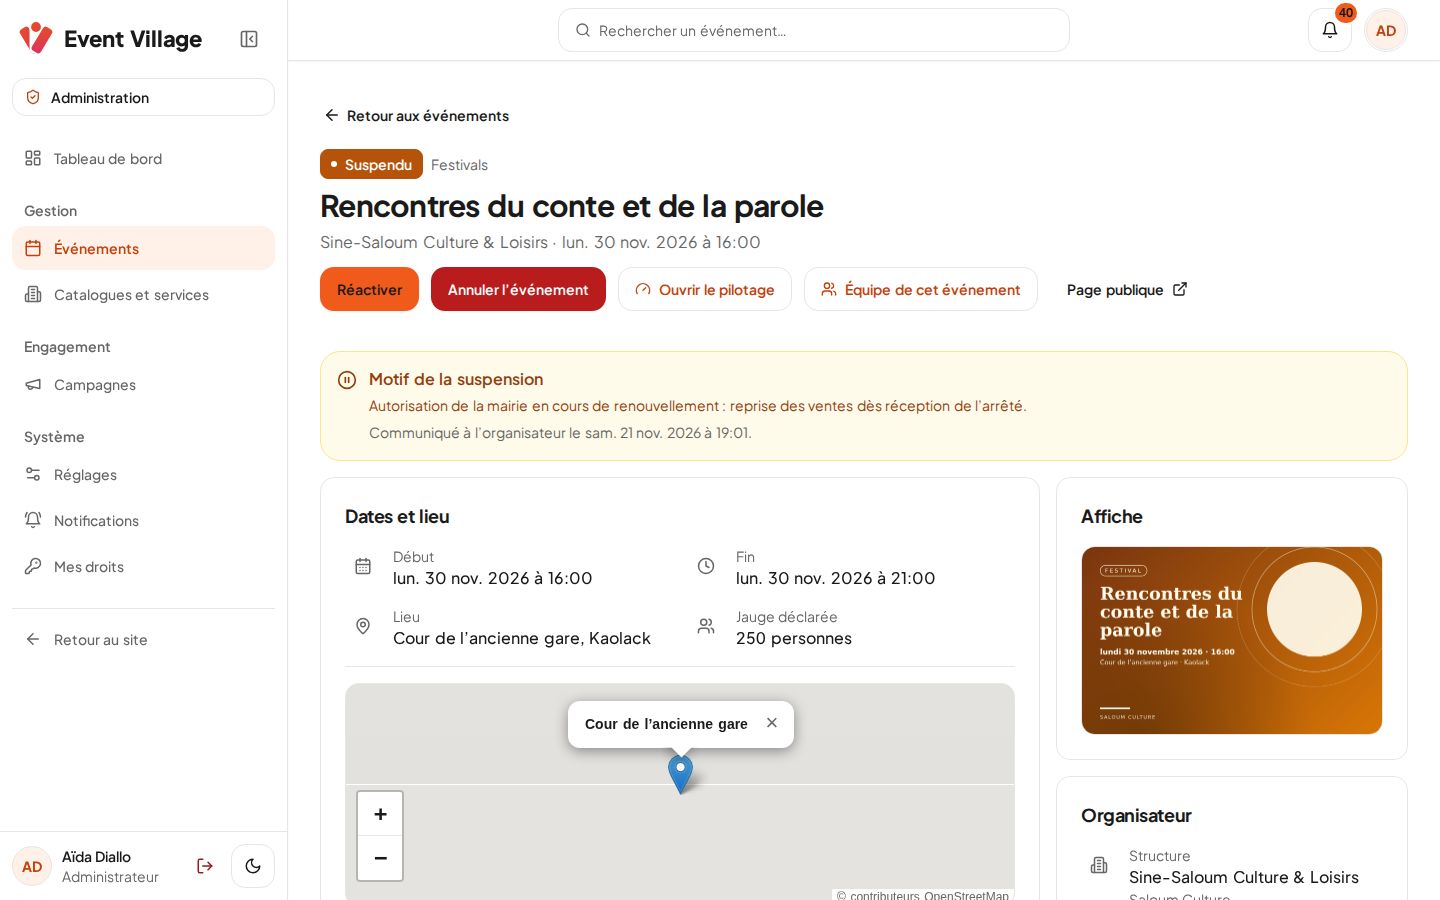 Event Village
Rechercher un événement…
40
AD
Administration
Tableau de bord
Gestion
Événements
Catalogues et services
Engagement
Campagnes
Système
Réglages
Notifications
Mes droits
Retour au site
AD
Aïda Diallo
Administrateur
Retour aux événements
Suspendu
Festivals
Rencontres du conte et de la parole
Sine-Saloum Culture & Loisirs · lun. 30 nov. 2026 à 16:00
Réactiver
Annuler l’événement
Ouvrir le pilotage
Équipe de cet événement
Page publique
Motif de la suspension
Autorisation de la mairie en cours de renouvellement : reprise des ventes dès réception de l’arrêté.
Communiqué à l’organisateur le sam. 21 nov. 2026 à 19:01.
Dates et lieu
Début
lun. 30 nov. 2026 à 16:00
Fin
lun. 30 nov. 2026 à 21:00
Lieu
Cour de l’ancienne gare, Kaolack
Jauge déclarée
250 personnes
Cour de l’ancienne gare
×
+
−
© contributeurs OpenStreetMap
Affiche
FESTIVAL
Rencontres du
conte et de la
parole
lundi 30 novembre 2026 · 16:00
Cour de l’ancienne gare · Kaolack
SALOUM CULTURE
Organisateur
Structure
Sine-Saloum Culture & Loisirs
Saloum Culture